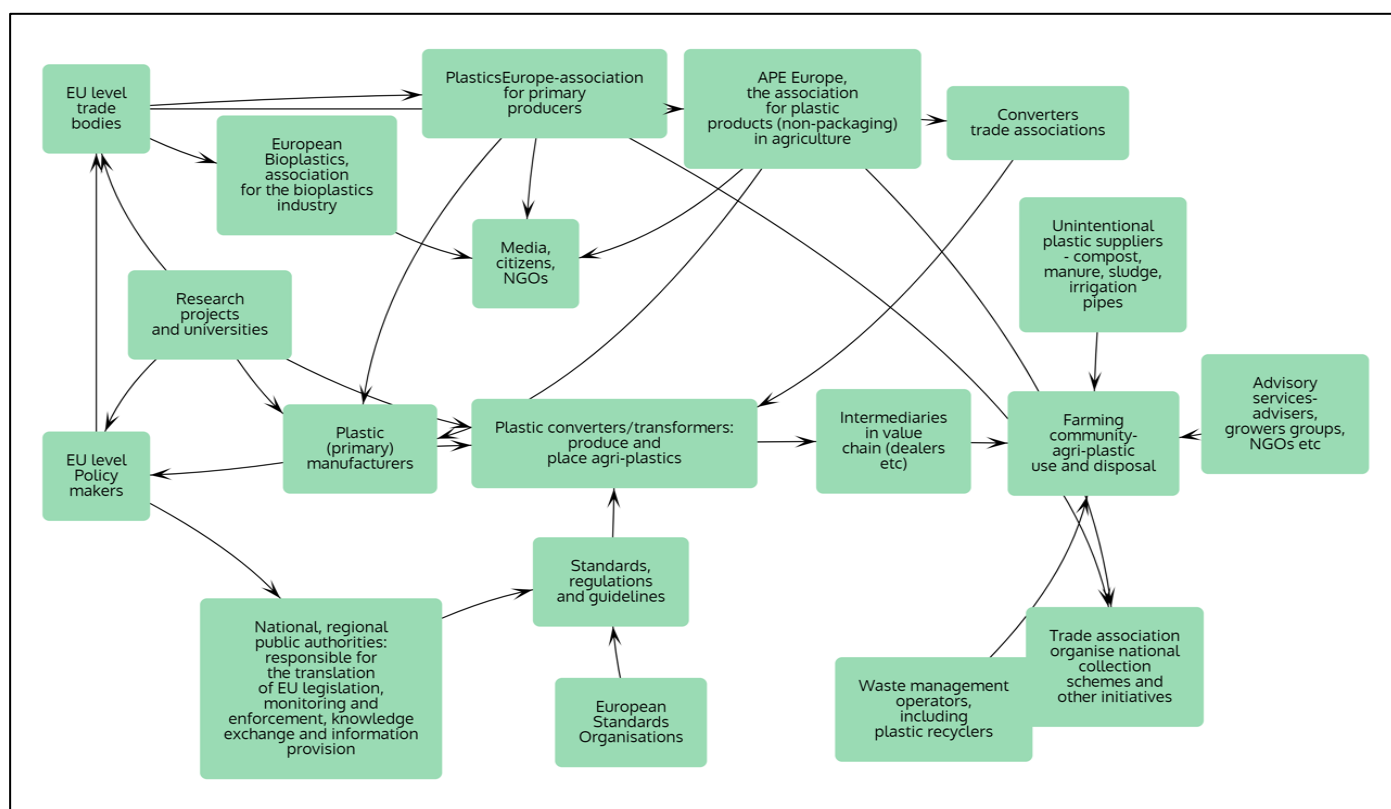 EU level
trade
bodies
PlasticsEurope-association
for primary
producers
APE Europe,
the association
for plastic
products (non-packaging)
in agriculture
Converters
trade associations
European
Bioplastics,
association
for the bioplastics
industry
Media,
citizens,
NGOs
Unintentional
plastic suppliers
- compost,
manure, sludge,
irrigation
pipes
Research
projects
and universities
Advisory
services-
advisers,
growers groups,
NGOs etc
EU level
Policy
makers
Plastic
(primary)
manufacturers
Plastic converters/transformers:
produce and
place agri-plastics
Intermediaries
in value
chain (dealers
etc)
Farming
community-
agri-plastic
use and disposal
Standards,
regulations
and guidelines
National, regional
public authorities:
responsible for
the translation
of EU legislation,
monitoring and
enforcement, knowledge
exchange and information
provision
European
Standards
Organisations
Waste management
operators,
including
plastic recyclers
Trade association
organise national
collection
schemes and
other initiatives